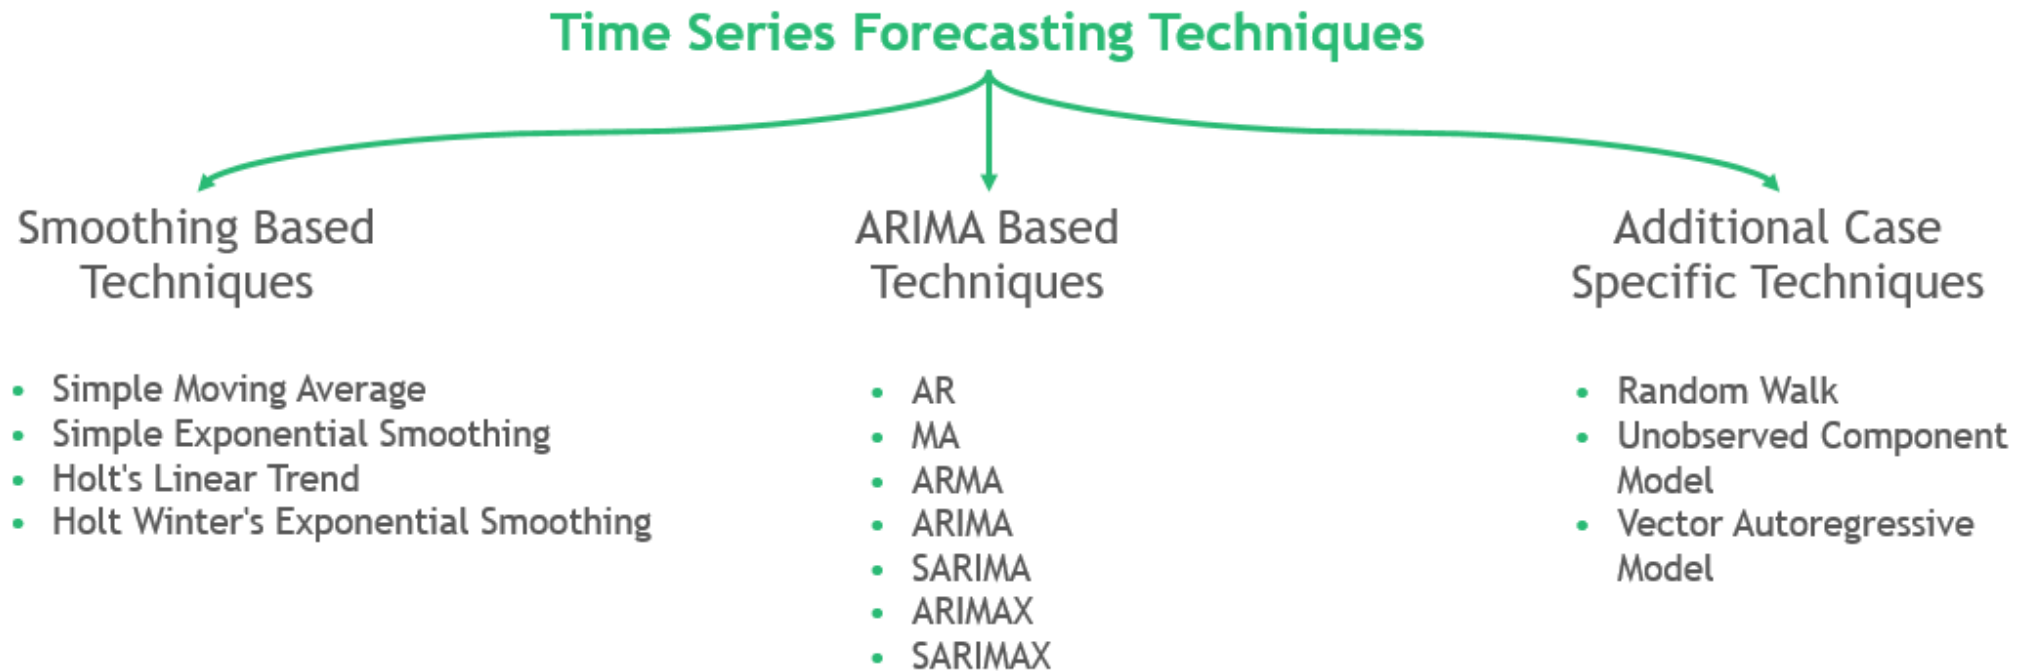 Time Series Forecasting Techniques
Smoothing Based
Techniques
• Simple Moving Average
• Simple Exponential Smoothing
• Holt's Linear Trend
• Holt Winter's Exponential Smoothing
ARIMA Based
Techniques
• AR
• MA
• ARMA
• ARIMA
• SARIMA
• ARIMAX
• SARIMAX
Additional Case
Specific Techniques
• Random Walk
• Unobserved Component
Model
• Vector Autoregressive
Model